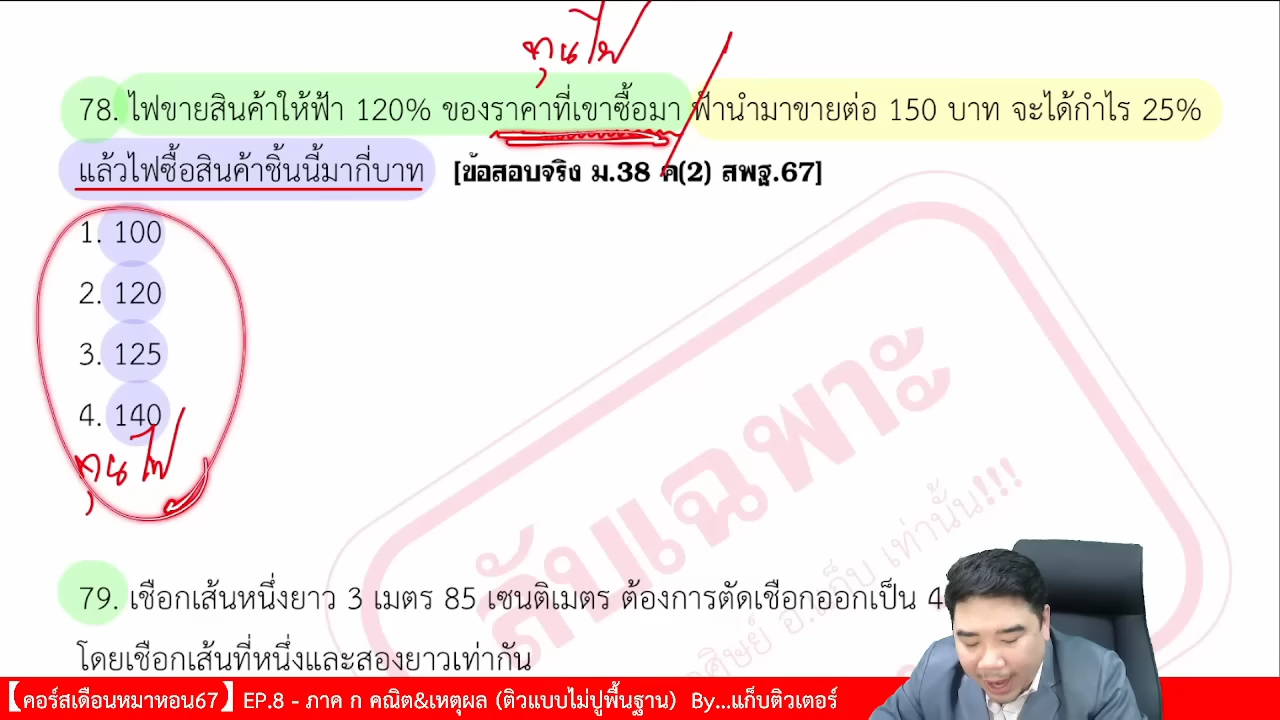 ทุนไฟ
78. ไฟขายสินค้าให้ฟ้า 120% ของราคาที่เขาซื้อมา ฟ้านำมาขายต่อ 150 บาท จะได้กำไร 25%
แล้วไฟซื้อสินค้าชิ้นนี้มากี่บาท [ข้อสอบจริง ม.38 ค(2) สพฐ.67]
1. 100
2. 120
3. 125
4. 140
ทุนไฟ
ลับเฉพาะ
อ.แก็บ เท่านั้น!!!
79. เชือกเส้นหนึ่งยาว 3 เมตร 85 เซนติเมตร ต้องการตัดเชือกออกเป็น 4
โดยเชือกเส้นที่หนึ่งและสองยาวเท่ากัน
【คอร์สเดือนหมาหอน67】 EP.8 - ภาค ก คณิต&เหตุผล (ติวแบบไม่ปูพื้นฐาน) By...แก็บติวเตอร์